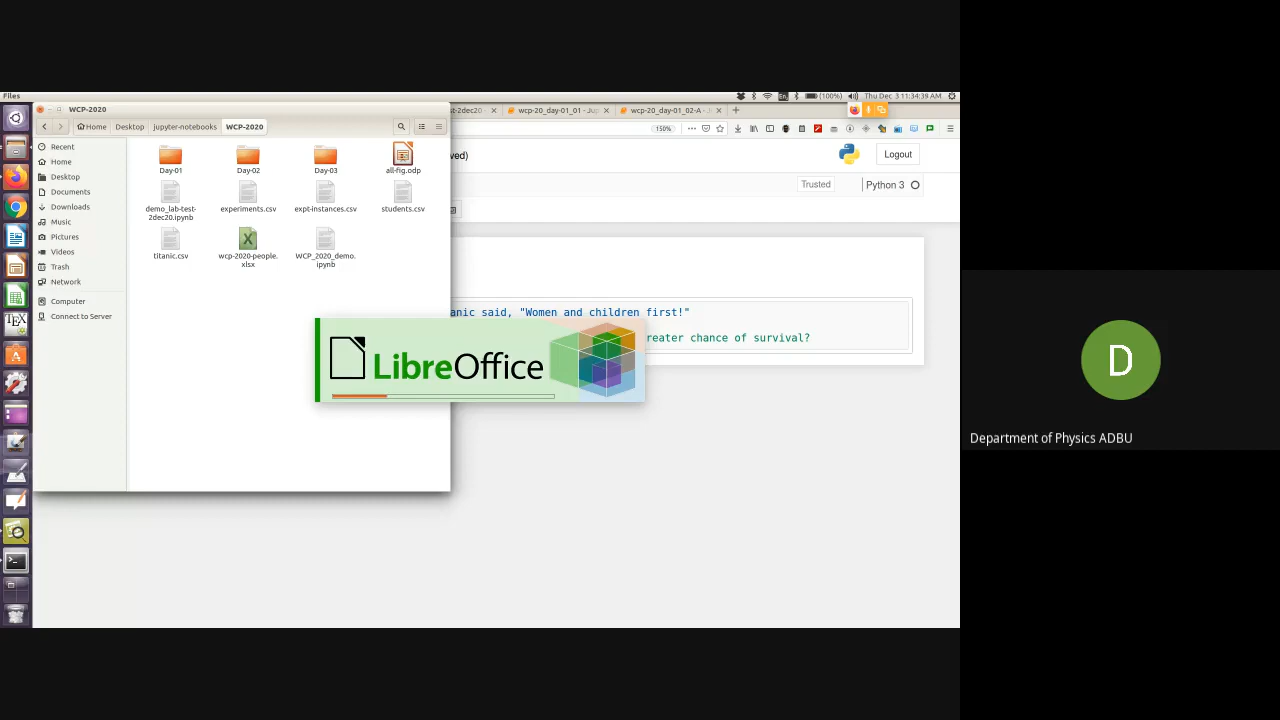 Files
(100%)
Thu Dec 3 11:34:39 AM
WCP-2020
wcp-20_day-01_01 - Ju
wcp-20_day-01_02-A - J
Home
Desktop
jupyter-notebooks
WCP-2020
150%
Recent
Home
Desktop
Documents
Downloads
Music
Pictures
Videos
Trash
Network
Computer
Connect to Server
Day-01
Day-02
Day-03
all-fig.odp
demo_lab-test-
2dec20.ipynb
experiments.csv
expt-instances.csv
students.csv
titanic.csv
wcp-2020-people.
xlsx
WCP_2020_demo.
ipynb
ved)
Logout
Trusted
Python 3
anic said, "Women and children first!"
reater chance of survival?
LibreOffice
TEX
D
Department of Physics ADBU